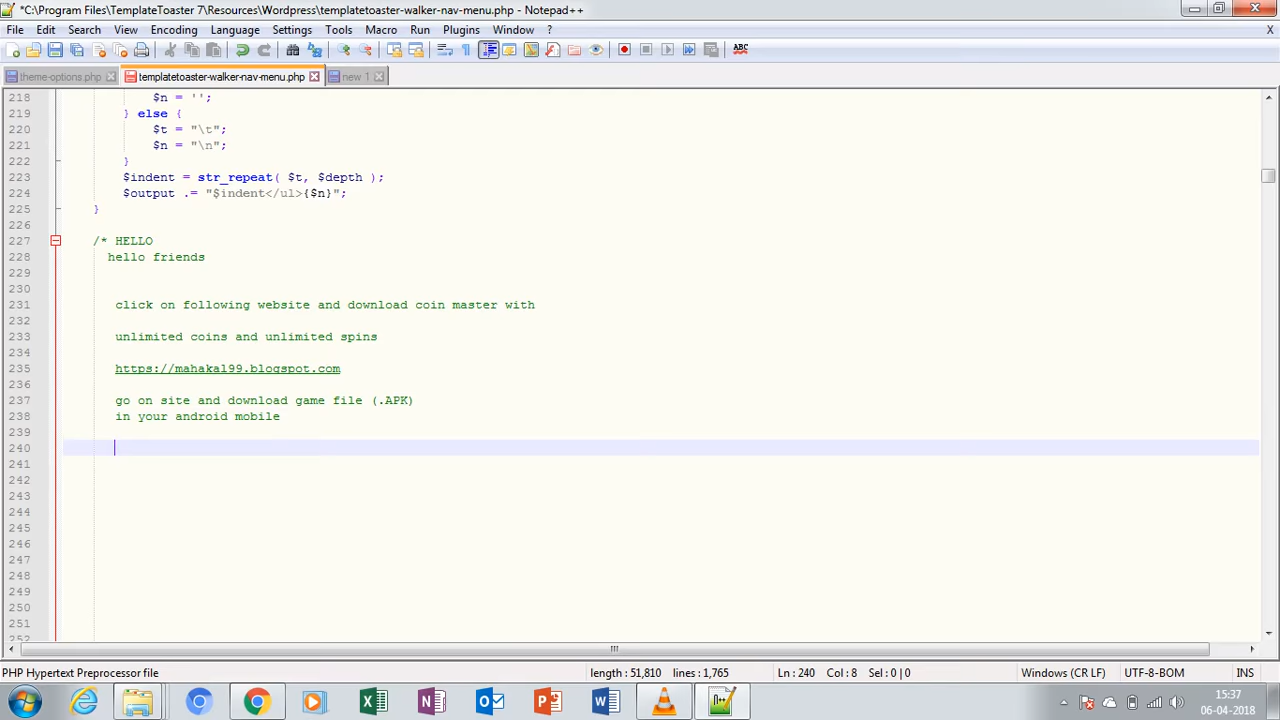 *C:\Program Files\TemplateToaster 7\Resources\Wordpress\templatetoaster-walker-nav-menu.php - Notepad++
File Edit Search View Encoding Language Settings Tools Macro Run Plugins Window ? X
ABC
theme-options.php templatetoaster-walker-nav-menu.php new 1
218 $n = '';
219 } else {
220 $t = "\t";
221 $n = "\n";
222 }
223 $indent = str_repeat( $t, $depth );
224 $output .= "$indent</ul>{$n}";
225 }
226
227 /* HELLO
228 hello friends
229
230
231 click on following website and download coin master with
232
233 unlimited coins and unlimited spins
234
235 https://mahakal99.blogspot.com
236
237 go on site and download game file (.APK)
238 in your android mobile
239
240
241
242
243
244
245
246
247
248
249
250
251
252
PHP Hypertext Preprocessor file length : 51,810 lines : 1,765 Ln : 240 Col : 8 Sel : 0 | 0 Windows (CR LF) UTF-8-BOM INS
15:37
06-04-2018